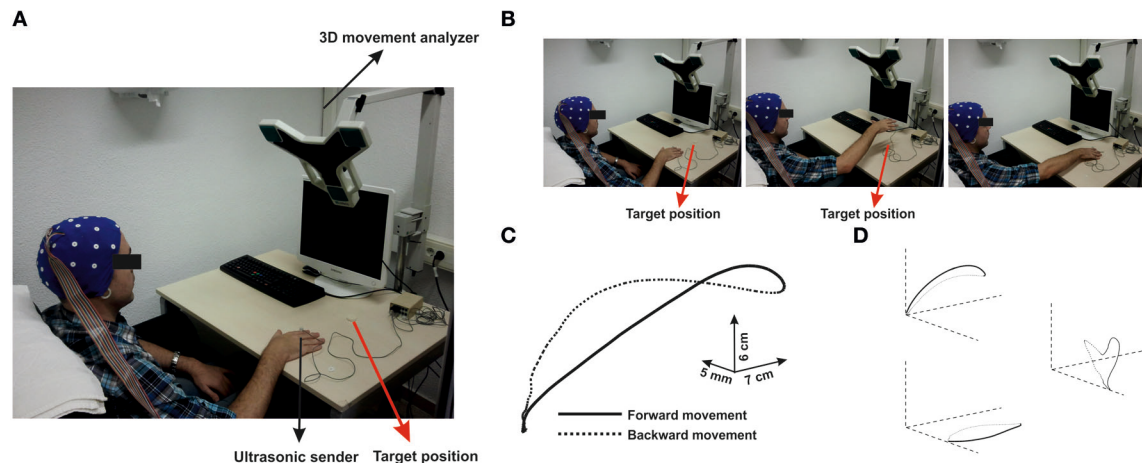 A
3D movement analyzer
Ultrasonic sender
Target position
B
Target position
Target position
C
6 cm
5 mm
7 cm
Forward movement
Backward movement
D